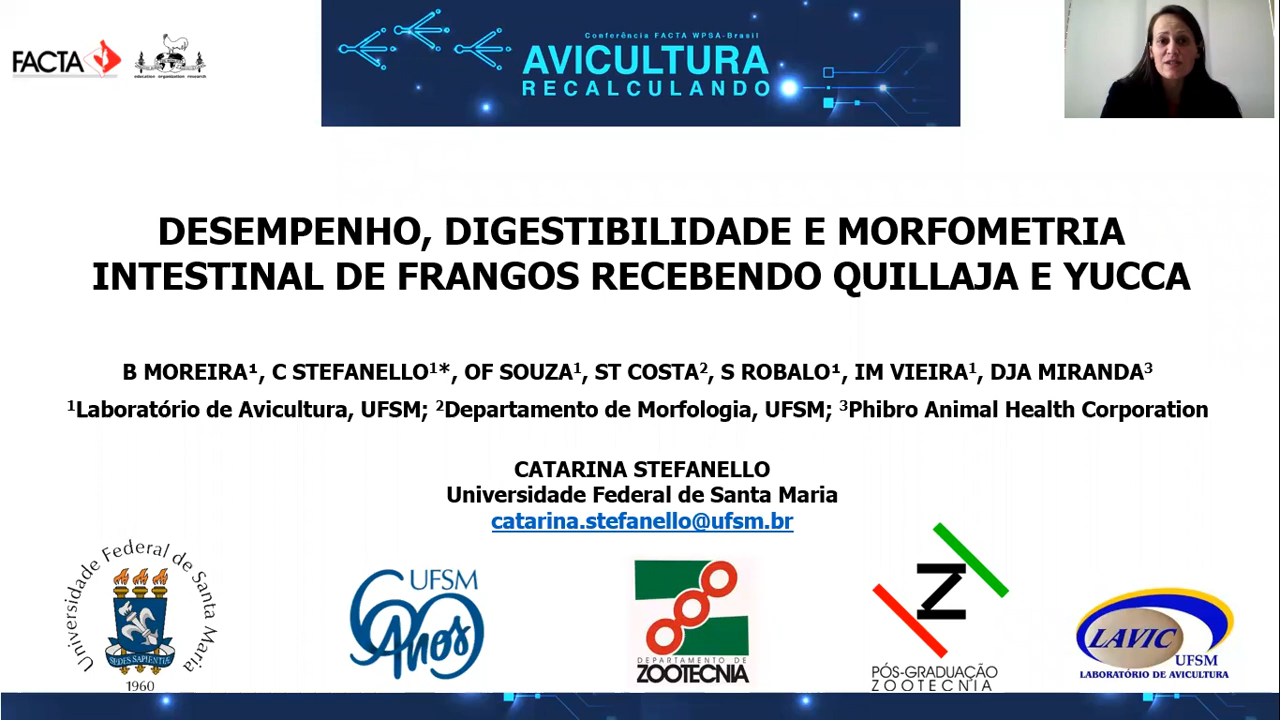 FACTA
education organization research
Conferência FACTA WPSA-Brasil
AVICULTURA
RECALCULANDO
DESEMPENHO, DIGESTIBILIDADE E MORFOMETRIA
INTESTINAL DE FRANGOS RECEBENDO QUILLAJA E YUCCA
B MOREIRA¹, C STEFANELLO¹*, OF SOUZA¹, ST COSTA², S ROBALO¹, IM VIEIRA¹, DJA MIRANDA³
¹Laboratório de Avicultura, UFSM; ²Departamento de Morfologia, UFSM; ³Phibro Animal Health Corporation
CATARINA STEFANELLO
Universidade Federal de Santa Maria
catarina.stefanello@ufsm.br
Universidade Federal de Santa Maria
SEDES SAPIENTIÆ
1960
UFSM
60 Anos
DEPARTAMENTO DE
ZOOTECNIA
Z
PÓS-GRADUAÇÃO
ZOOTECNIA
LAVIC
UFSM
LABORATÓRIO DE AVICULTURA